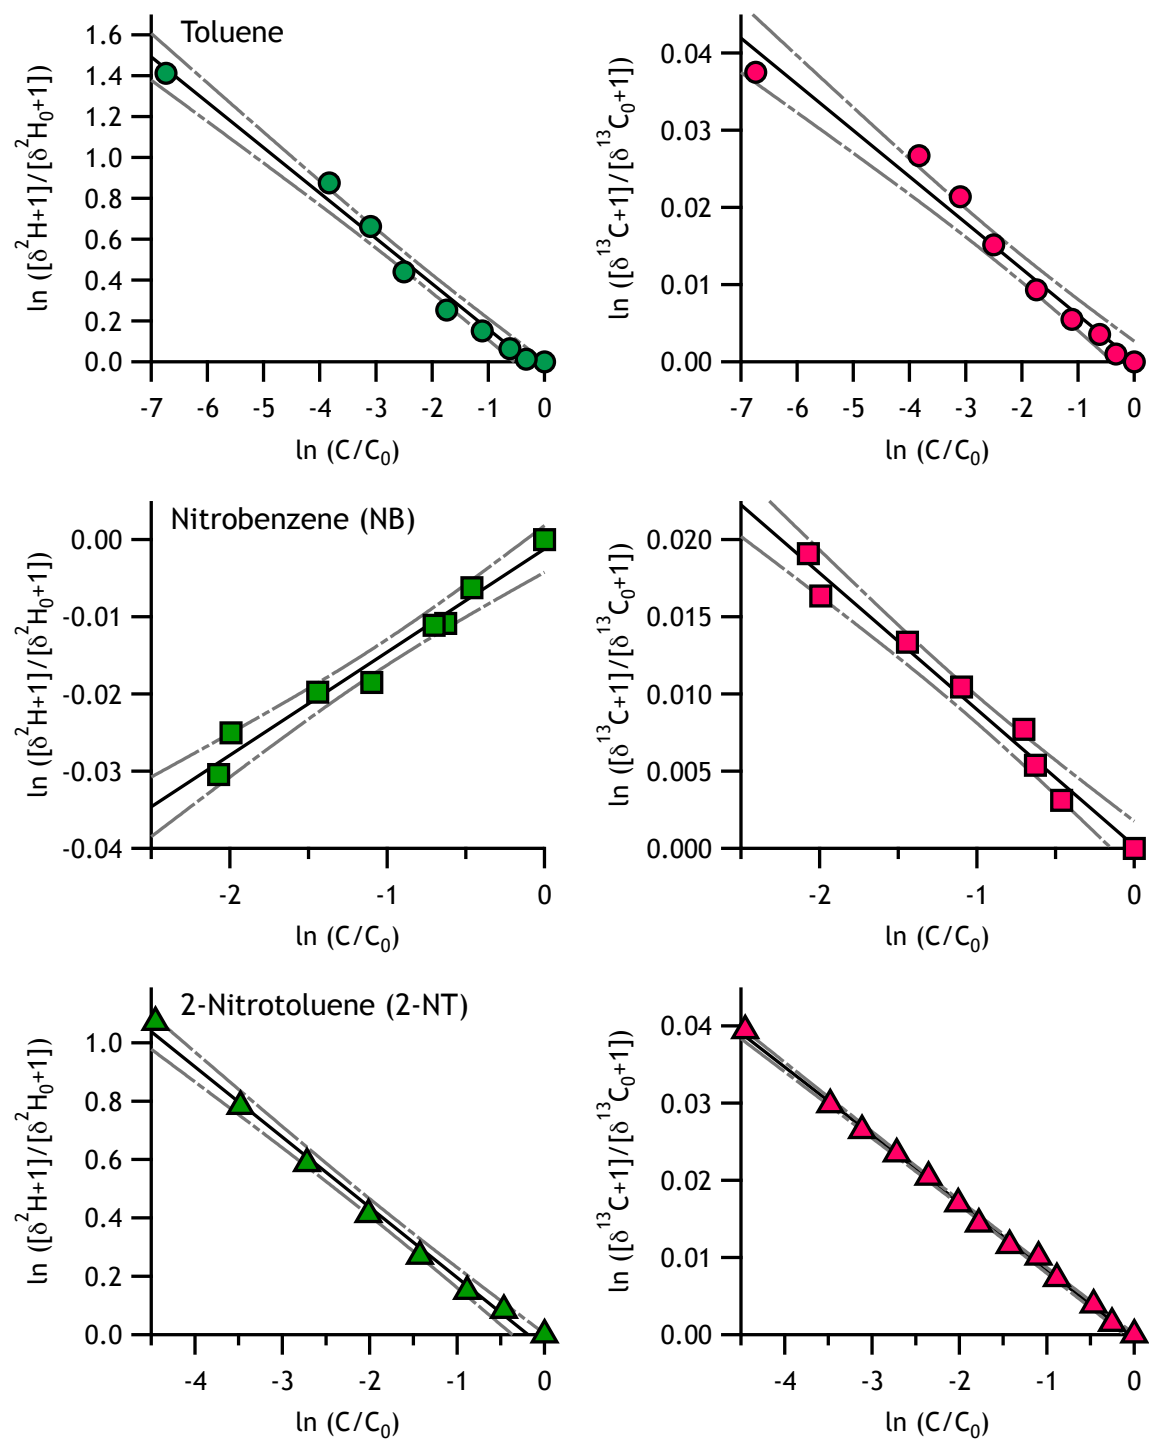 Toluene
ln ([δ²H+1]/[δ²H₀+1])
1.6
1.4
1.2
1.0
0.8
0.6
0.4
0.2
0.0
-7 -6 -5 -4 -3 -2 -1 0
ln (C/C₀)
ln ([δ¹³C+1]/[δ¹³C₀+1])
0.04
0.03
0.02
0.01
0.00
-7 -6 -5 -4 -3 -2 -1 0
ln (C/C₀)
Nitrobenzene (NB)
ln ([δ²H+1]/[δ²H₀+1])
0.00
-0.01
-0.02
-0.03
-0.04
-2 -1 0
ln (C/C₀)
ln ([δ¹³C+1]/[δ¹³C₀+1])
0.020
0.015
0.010
0.005
0.000
-2 -1 0
ln (C/C₀)
2-Nitrotoluene (2-NT)
ln ([δ²H+1]/[δ²H₀+1])
1.0
0.8
0.6
0.4
0.2
0.0
-4 -3 -2 -1 0
ln (C/C₀)
ln ([δ¹³C+1]/[δ¹³C₀+1])
0.04
0.03
0.02
0.01
0.00
-4 -3 -2 -1 0
ln (C/C₀)